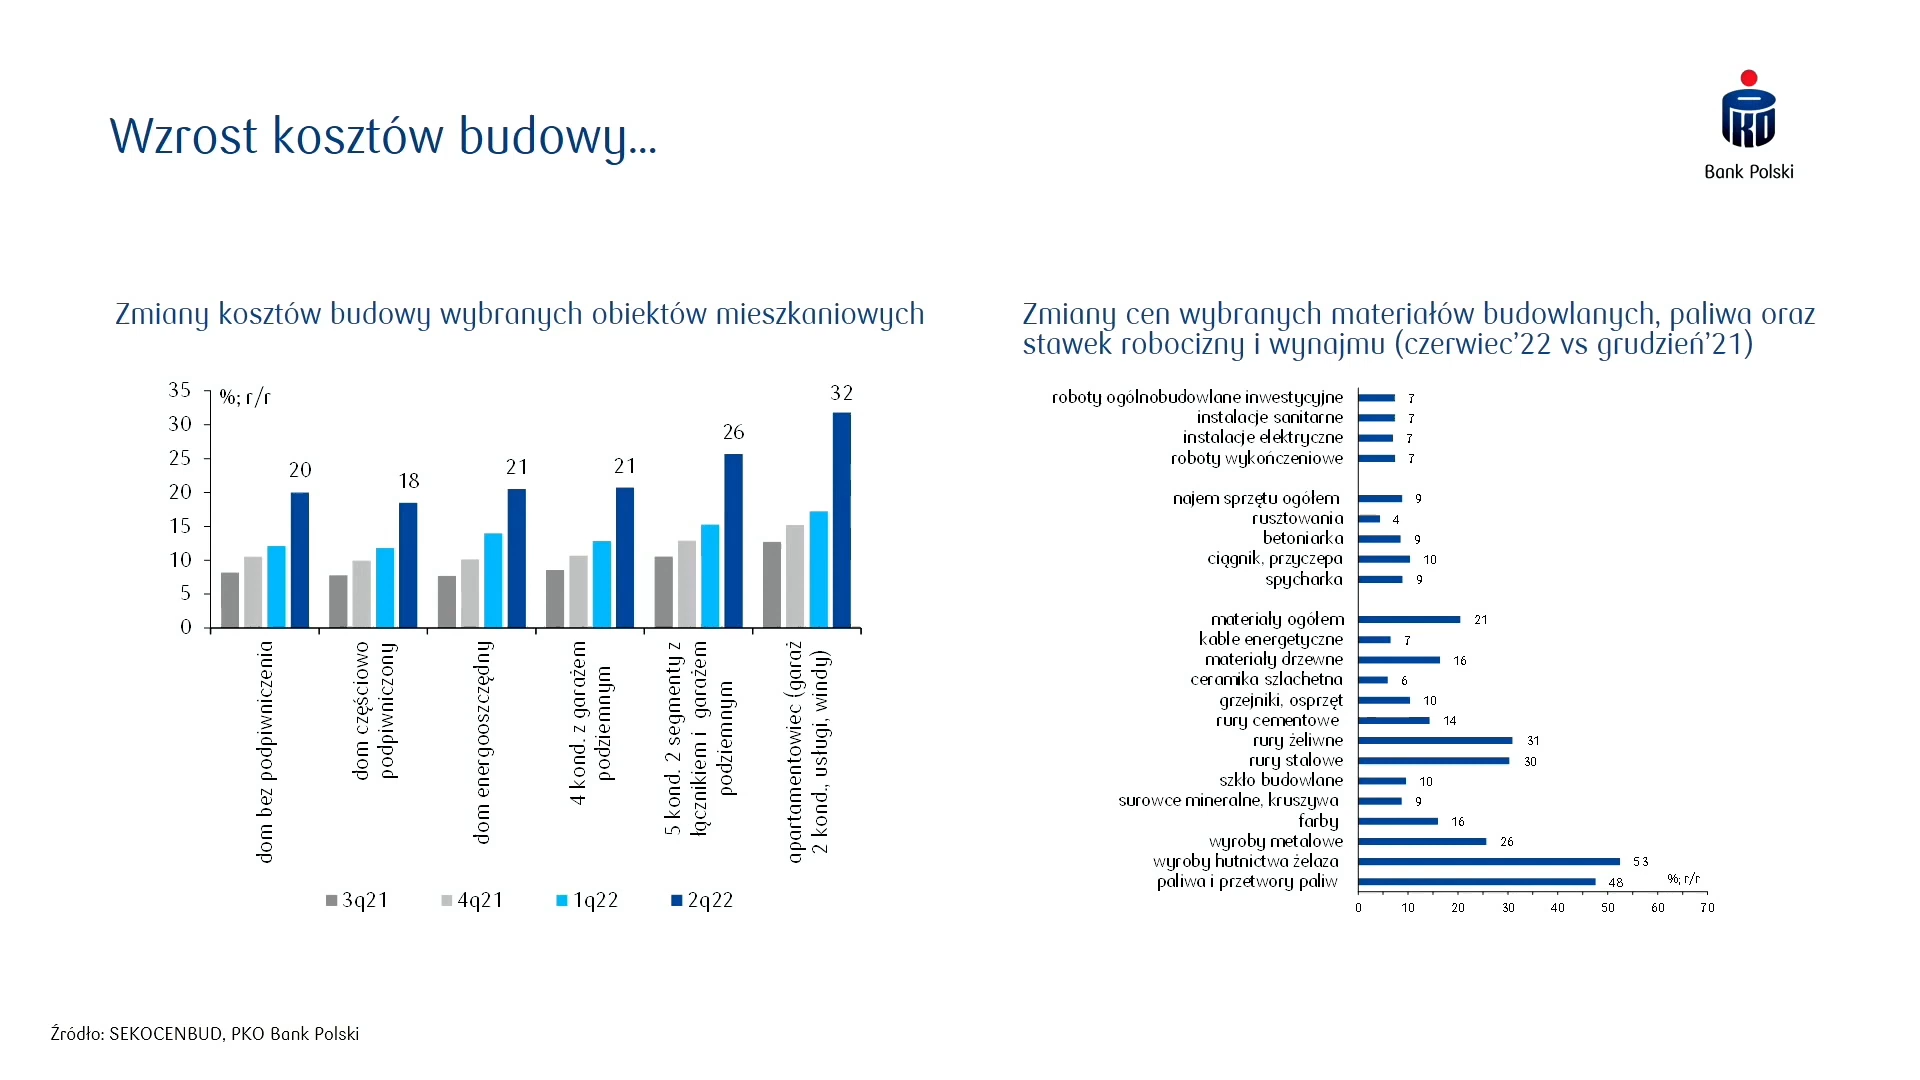 Wzrost kosztów budowy...
PKO
Bank Polski
Zmiany kosztów budowy wybranych obiektów mieszkaniowych
35
30
25
20
15
10
5
0
%; r/r
20
18
21
21
26
32
dom bez podpiwniczenia
dom częściowo
podpiwniczony
dom energooszczędny
4 kond. z garażem
podziemnym
5 kond. 2 segmenty z
łącznikiem i garażem
podziemnym
apartamentowiec (garaż
2 kond., usługi, windy)
3q21
4q21
1q22
2q22
Zmiany cen wybranych materiałów budowlanych, paliwa oraz
stawek robocizny i wynajmu (czerwiec'22 vs grudzień'21)
roboty ogólnobudowlane inwestycyjne 7
instalacje sanitarne 7
instalacje elektryczne 7
roboty wykończeniowe 7
najem sprzętu ogółem 9
rusztowania 4
betoniarka 9
ciągnik, przyczepa 10
spycharka 9
materiały ogółem 21
kable energetyczne 7
materiały drzewne 16
ceramika szlachetna 6
grzejniki, osprzęt 10
rury cementowe 14
rury żeliwne 31
rury stalowe 30
szkło budowlane 10
surowce mineralne, kruszywa 9
farby 16
wyroby metalowe 26
wyroby hutnictwa żelaza 53
paliwa i przetwory paliw 48
%; r/r
0 10 20 30 40 50 60 70
Źródło: SEKOCENBUD, PKO Bank Polski